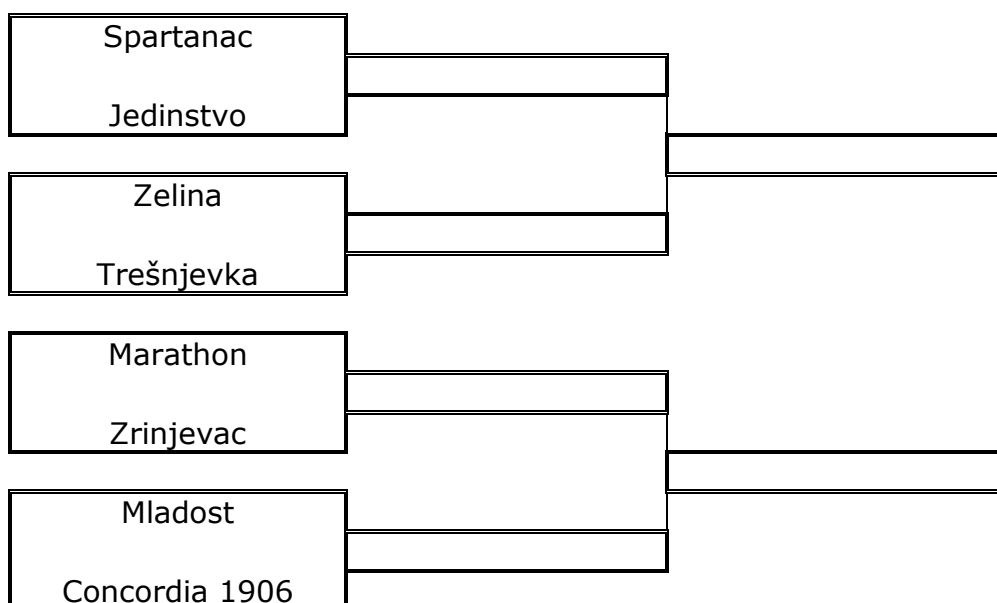 Spartanac
Jedinstvo
Zelina
Trešnjevka
Marathon
Zrinjevac
Mladost
Concordia 1906